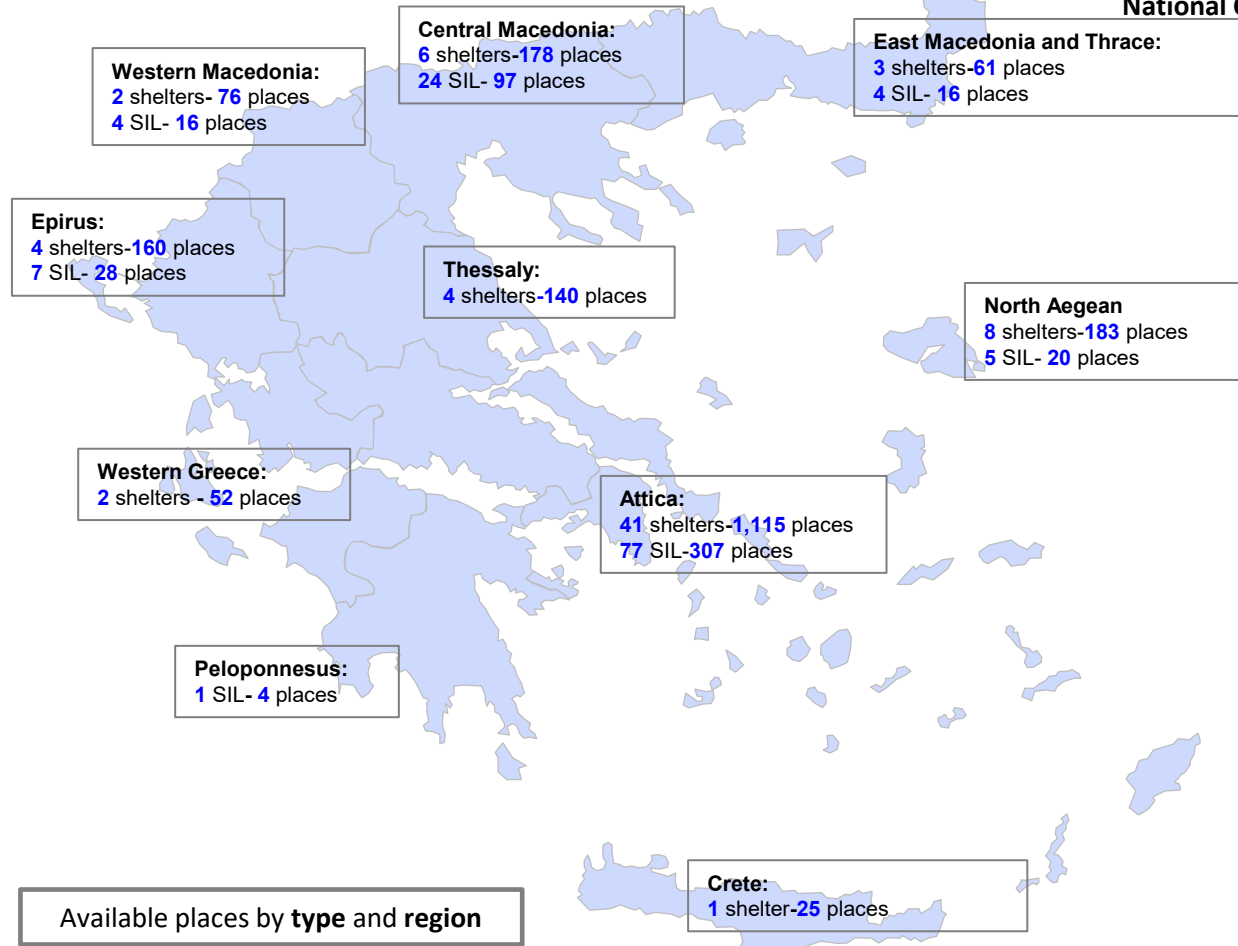 National
Central Macedonia:
6 shelters-178 places
24 SIL- 97 places
East Macedonia and Thrace:
3 shelters-61 places
4 SIL- 16 places
Western Macedonia:
2 shelters- 76 places
4 SIL- 16 places
Epirus:
4 shelters-160 places
7 SIL- 28 places
Thessaly:
4 shelters-140 places
North Aegean
8 shelters-183 places
5 SIL- 20 places
Western Greece:
2 shelters - 52 places
Attica:
41 shelters-1,115 places
77 SIL-307 places
Peloponnesus:
1 SIL- 4 places
Crete:
1 shelter-25 places
Available places by type and region